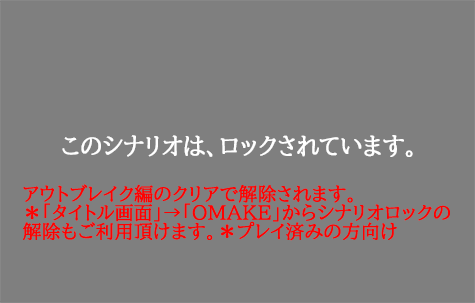 このシナリオは、ロックされています。
アウトブレイク編のクリアで解除されます。
＊「タイトル画面」→「OMAKE」からシナリオロックの
解除もご利用頂けます。＊プレイ済みの方向け